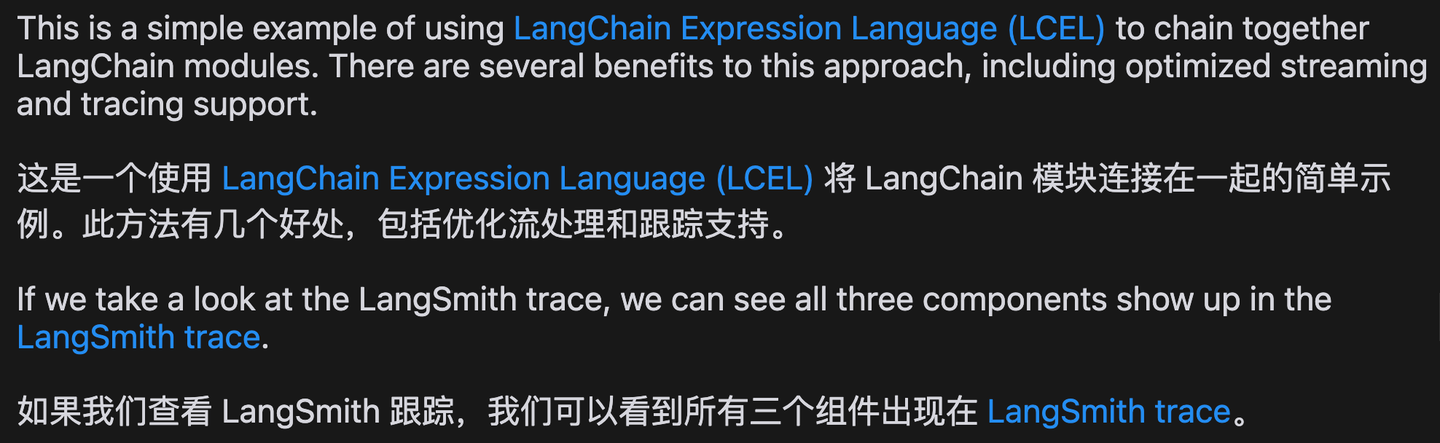 This is a simple example of using LangChain Expression Language (LCEL) to chain together
LangChain modules. There are several benefits to this approach, including optimized streaming
and tracing support.
这是一个使用 LangChain Expression Language (LCEL) 将 LangChain 模块连接在一起的简单示
例。此方法有几个好处，包括优化流处理和跟踪支持。
If we take a look at the LangSmith trace, we can see all three components show up in the
LangSmith trace.
如果我们查看 LangSmith 跟踪，我们可以看到所有三个组件出现在 LangSmith trace。